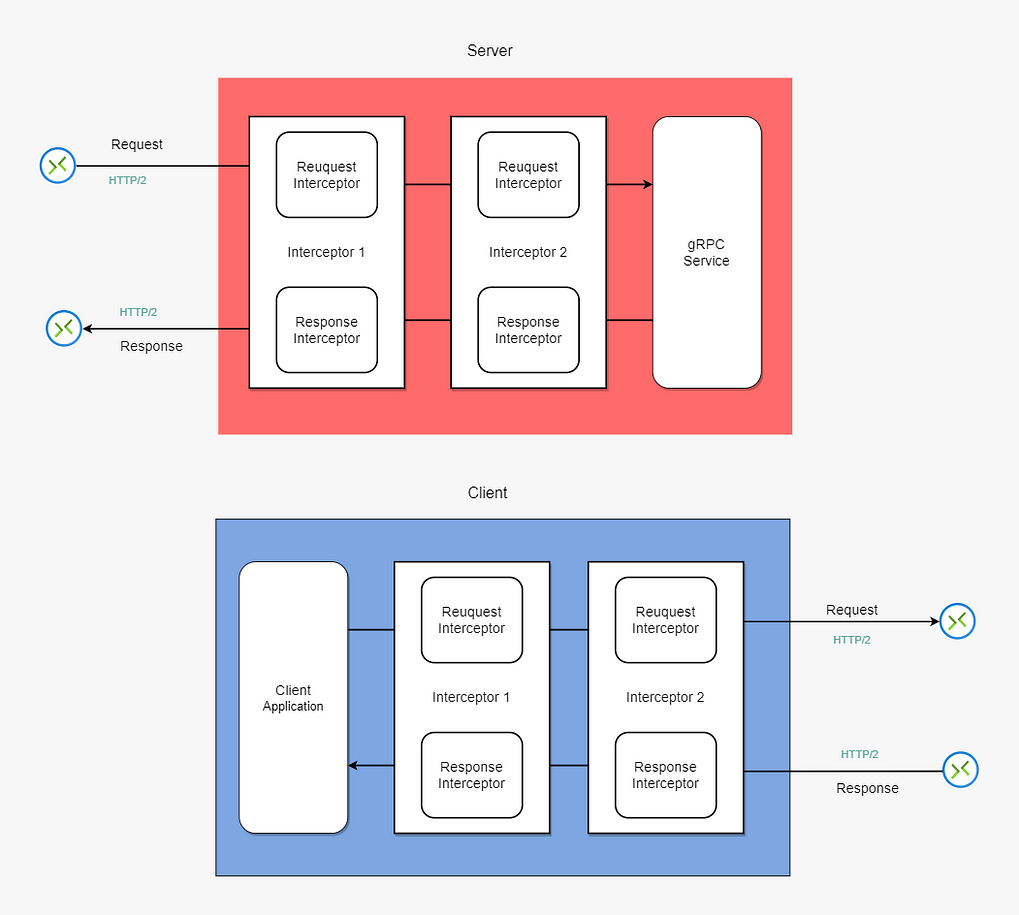 Server
Request
HTTP/2
Reuquest
Interceptor
Reuquest
Interceptor
Interceptor 1
Interceptor 2
gRPC
Service
HTTP/2
Response
Response
Interceptor
Response
Interceptor
Client
Reuquest
Interceptor
Reuquest
Interceptor
Request
HTTP/2
Client
Application
Interceptor 1
Interceptor 2
Response
Interceptor
Response
Interceptor
HTTP/2
Response